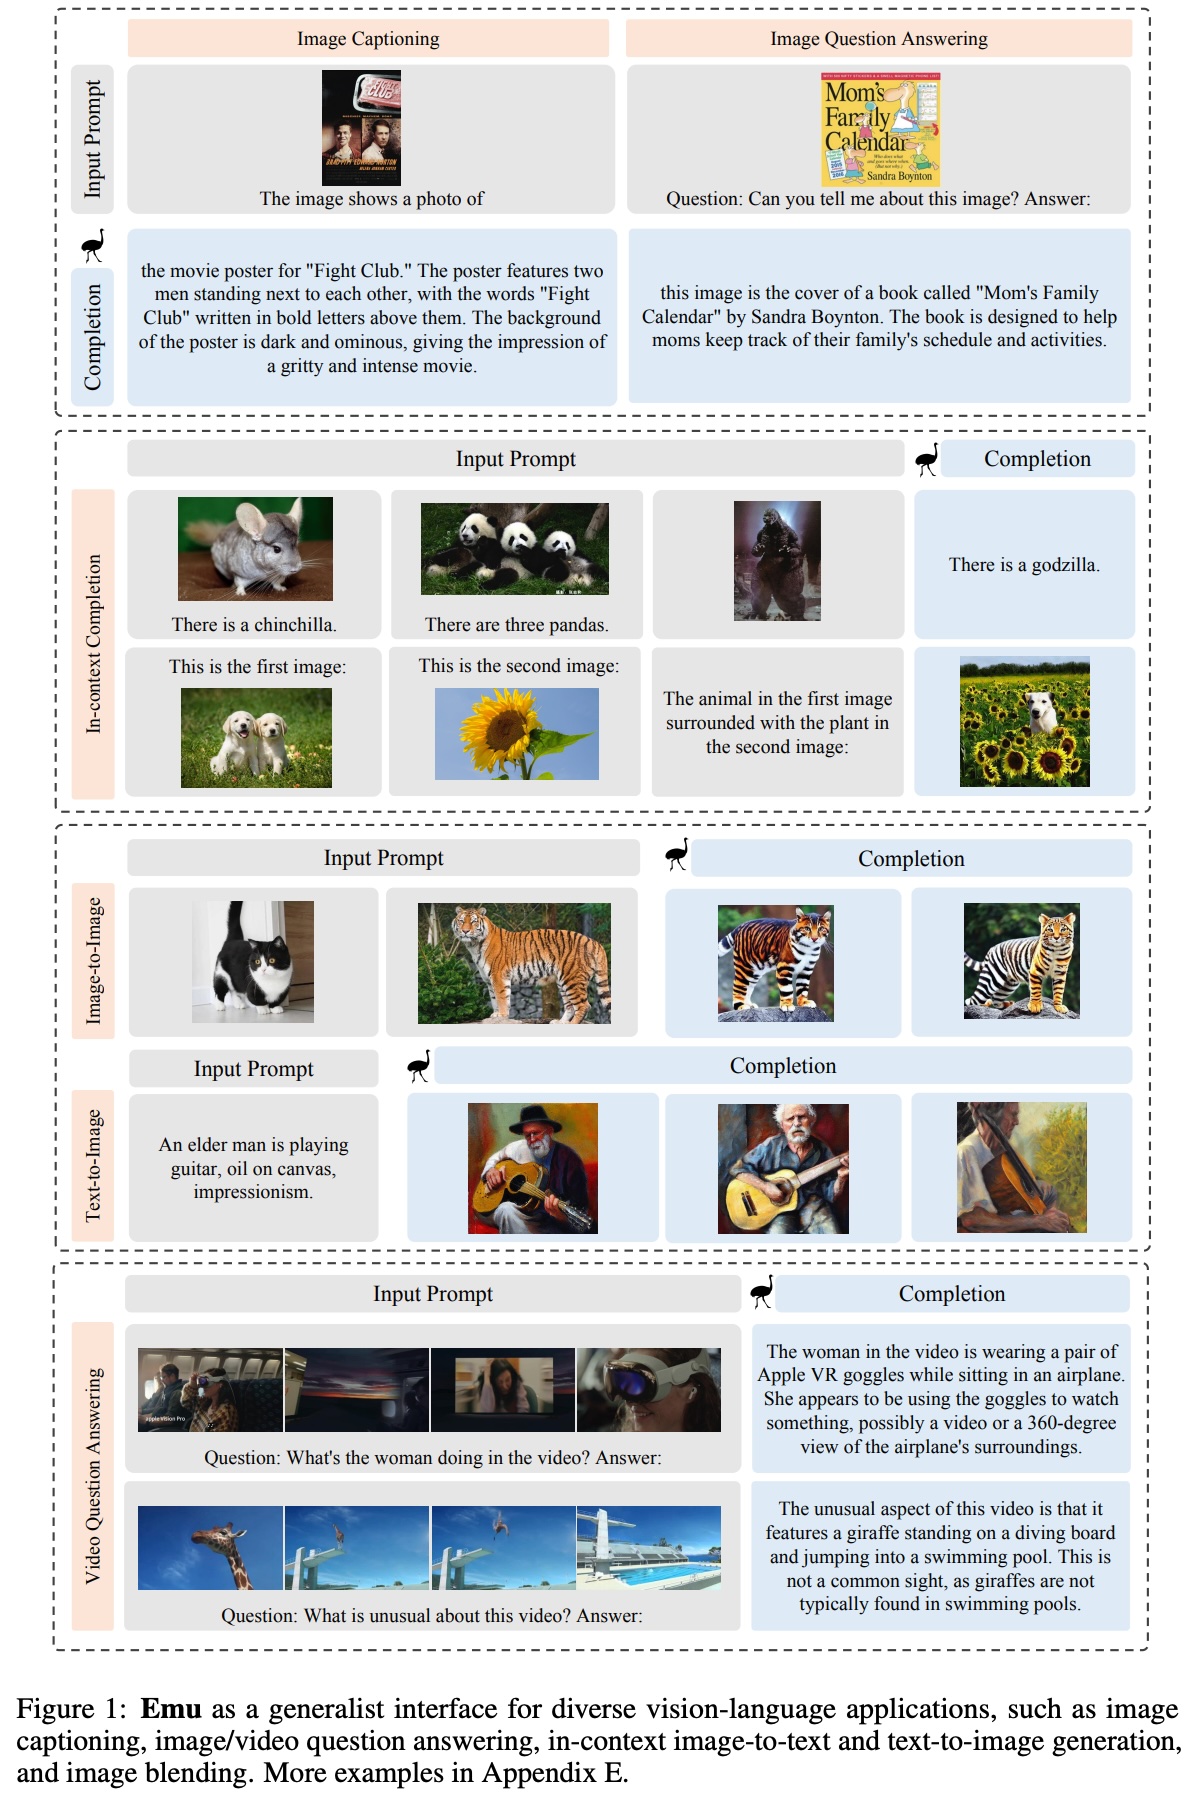 Image Captioning
Image Question Answering
Input Prompt
FIGHT
CLUB
BRAD PITT EDWARD NORTON
The image shows a photo of
Mom's
Family
Calendar
Sandra Boynton
Question: Can you tell me about this image? Answer:
Completion
the movie poster for "Fight Club." The poster features two
men standing next to each other, with the words "Fight
Club" written in bold letters above them. The background
of the poster is dark and ominous, giving the impression of
a gritty and intense movie.
this image is the cover of a book called "Mom's Family
Calendar" by Sandra Boynton. The book is designed to help
moms keep track of their family's schedule and activities.
Input Prompt
Completion
In-context Completion
There is a chinchilla.
There are three pandas.
There is a godzilla.
This is the first image:
This is the second image:
The animal in the first image
surrounded with the plant in
the second image:
Input Prompt
Completion
Image-to-Image
Input Prompt
Completion
Text-to-Image
An elder man is playing
guitar, oil on canvas,
impressionism.
Input Prompt
Completion
Video Question Answering
Apple Vision Pro
Question: What's the woman doing in the video? Answer:
The woman in the video is wearing a pair of
Apple VR goggles while sitting in an airplane.
She appears to be using the goggles to watch
something, possibly a video or a 360-degree
view of the airplane's surroundings.
Question: What is unusual about this video? Answer:
The unusual aspect of this video is that it
features a giraffe standing on a diving board
and jumping into a swimming pool. This is
not a common sight, as giraffes are not
typically found in swimming pools.
Figure 1: Emu as a generalist interface for diverse vision-language applications, such as image
captioning, image/video question answering, in-context image-to-text and text-to-image generation,
and image blending. More examples in Appendix E.